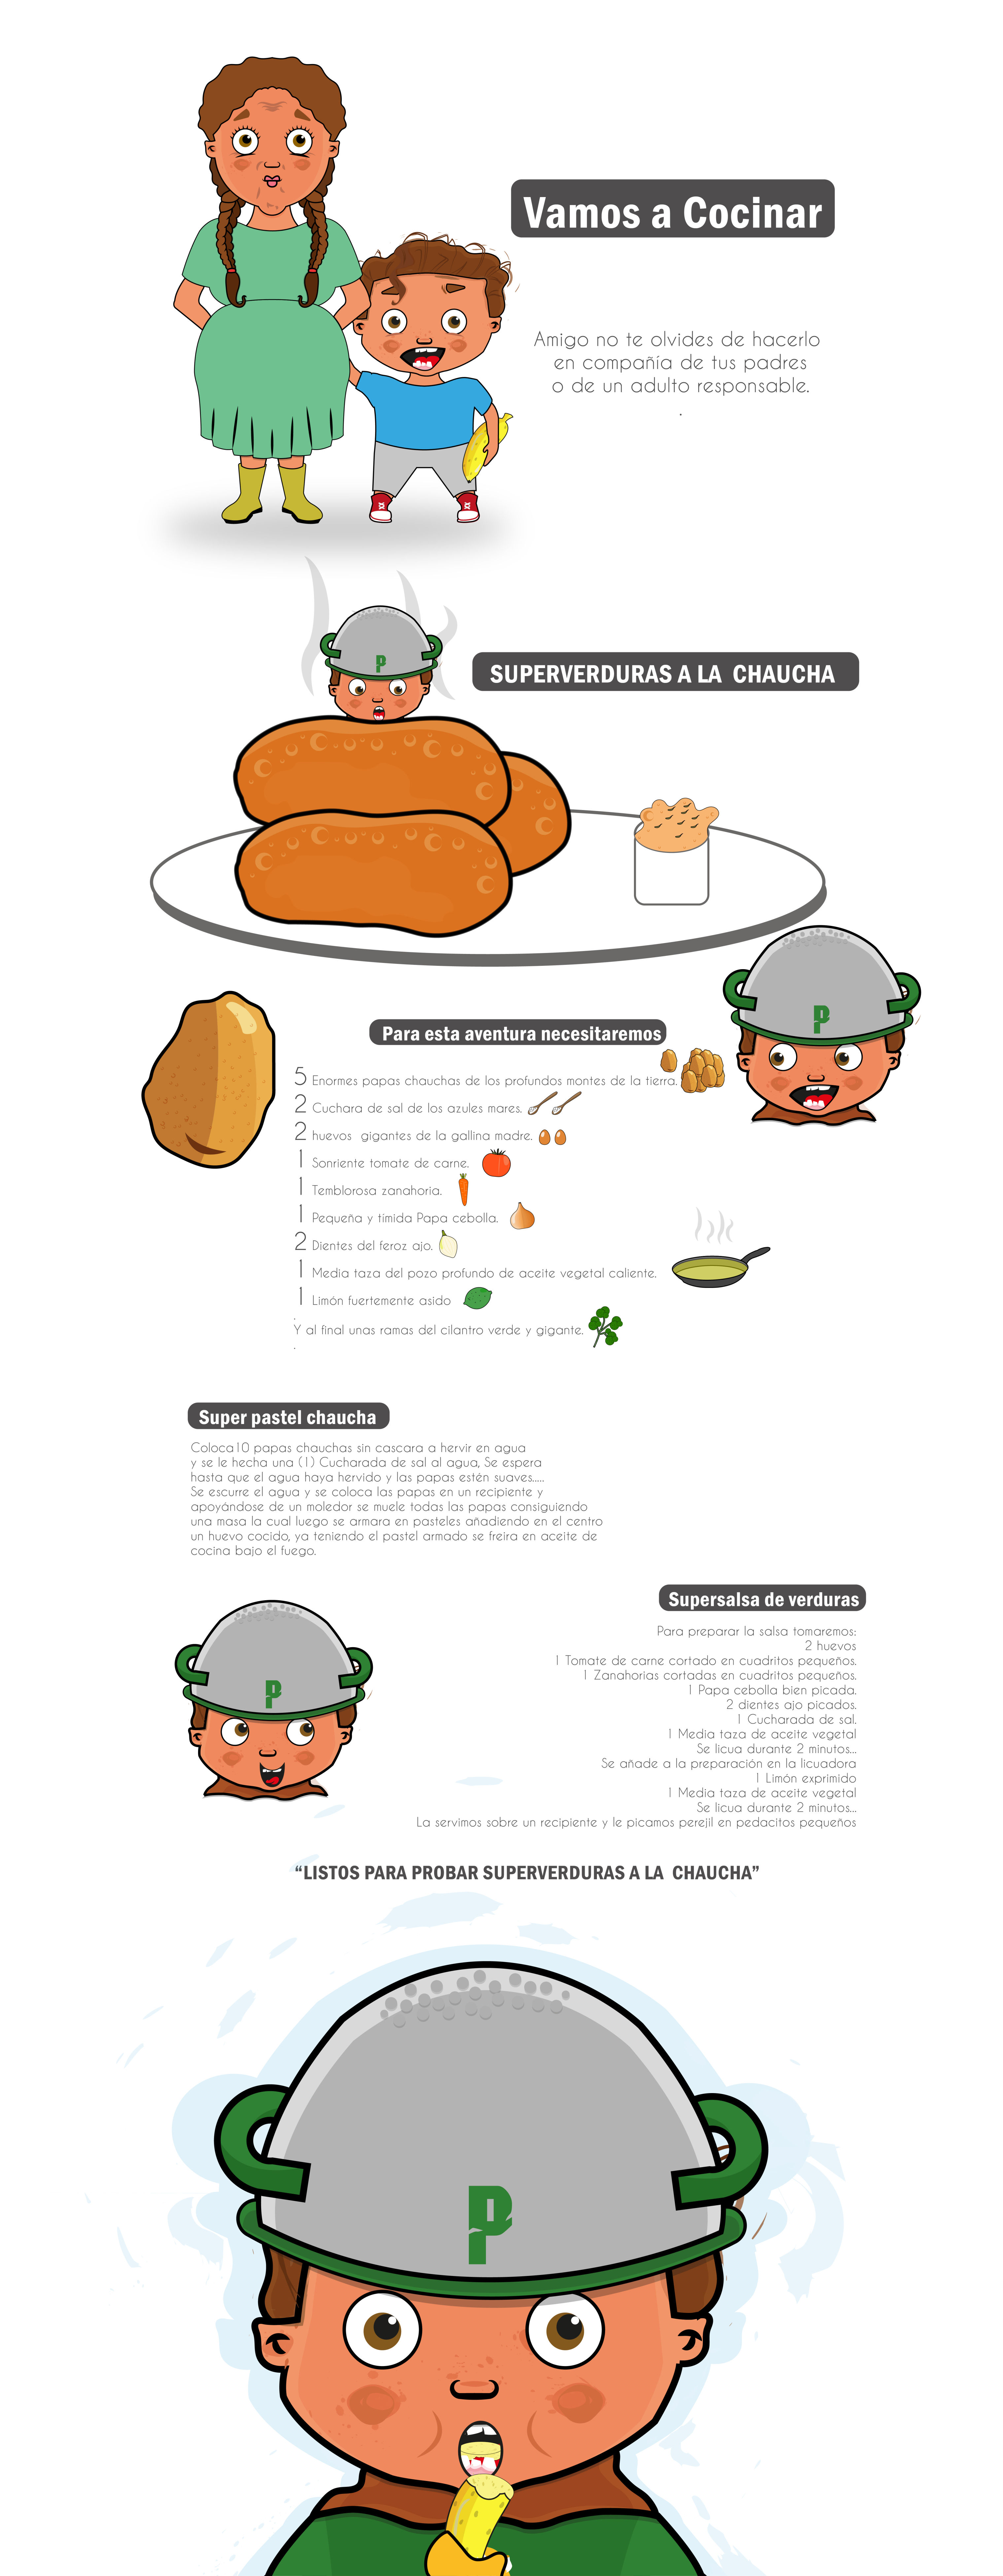 Vamos a Cocinar
Amigo no te olvides de hacerlo
en compañía de tus padres
o de un adulto responsable.
.
P
SUPERVERDURAS A LA CHAUCHA
P
Para esta aventura necesitaremos
5 Enormes papas chauchas de los profundos montes de la tierra.
2 Cuchara de sal de los azules mares.
2 huevos gigantes de la gallina madre.
1 Sonriente tomate de carne.
1 Temblorosa zanahoria.
1 Pequeña y timida Papa cebolla.
2 Dientes del feroz ajo.
1 Media taza del pozo profundo de aceite vegetal caliente.
1 Limón fuertemente asido
.
Y al final unas ramas del cilantro verde y gigante.
.
Super pastel chaucha
Coloca10 papas chauchas sin cascara a hervir en agua
y se le hecha una (1) Cucharada de sal al agua, Se espera
hasta que el agua haya hervido y las papas estén suaves.....
Se escurre el agua y se coloca las papas en un recipiente y
apoyándose de un moledor se muele todas las papas consiguiendo
una masa la cual luego se armara en pasteles añadiendo en el centro
un huevo cocido, ya teniendo el pastel armado se freira en aceite de
cocina bajo el fuego.
Supersalsa de verduras
Para preparar la salsa tomaremos:
2 huevos
1 Tomate de carne cortado en cuadritos pequeños.
1 Zanahorias cortadas en cuadritos pequeños.
1 Papa cebolla bien picada.
2 dientes ajo picados.
1 Cucharada de sal.
1 Media taza de aceite vegetal
Se licua durante 2 minutos...
Se añade a la preparación en la licuadora
1 Limón exprimido
1 Media taza de aceite vegetal
Se licua durante 2 minutos...
La servimos sobre un recipiente y le picamos perejil en pedacitos pequeños
P
“LISTOS PARA PROBAR SUPERVERDURAS A LA CHAUCHA”
P